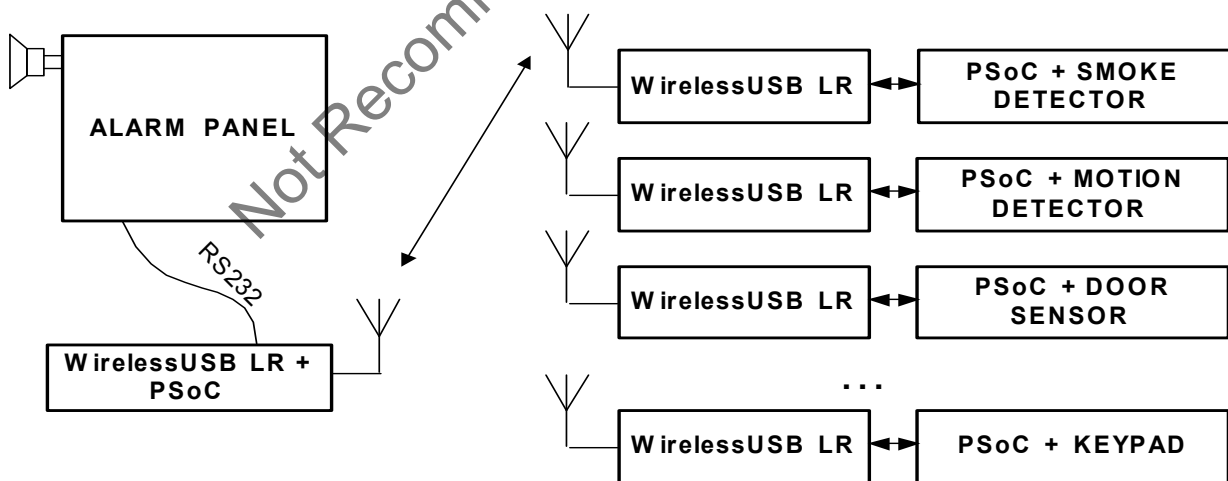 ALARM PANEL
RS232
WirelessUSB LR +
PSoC
Not Recom
WirelessUSB LR
PSoC + SMOKE
DETECTOR
WirelessUSB LR
PSoC + MOTION
DETECTOR
WirelessUSB LR
PSoC + DOOR
SENSOR
...
WirelessUSB LR
PSoC + KEYPAD